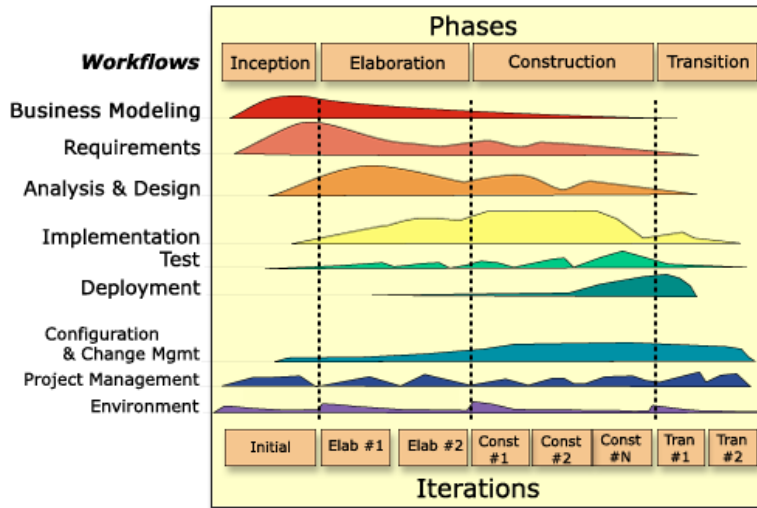 Phases
Workflows
Inception
Elaboration
Construction
Transition
Business Modeling
Requirements
Analysis & Design
Implementation
Test
Deployment
Configuration
& Change Mgmt
Project Management
Environment
Initial
Elab #1
Elab #2
Const
#1
Const
#2
Const
#N
Tran
#1
Tran
#2
Iterations